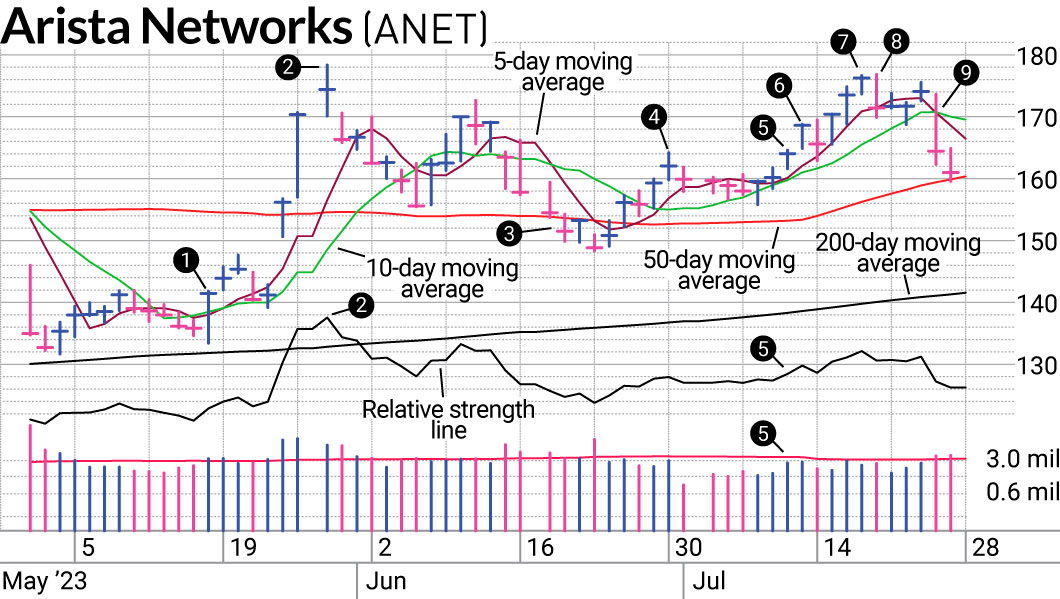 Arista Networks (ANET)
7
8
180
5-day moving
average
2
9
6
170
4
5
160
3
1
150
200-day moving
average
50-day moving
average
10-day moving
average
140
2
5
130
Relative strength
line
5
3.0 mil
0.6 mil
5
19
2
16
30
14
28
May '23
Jun
Jul